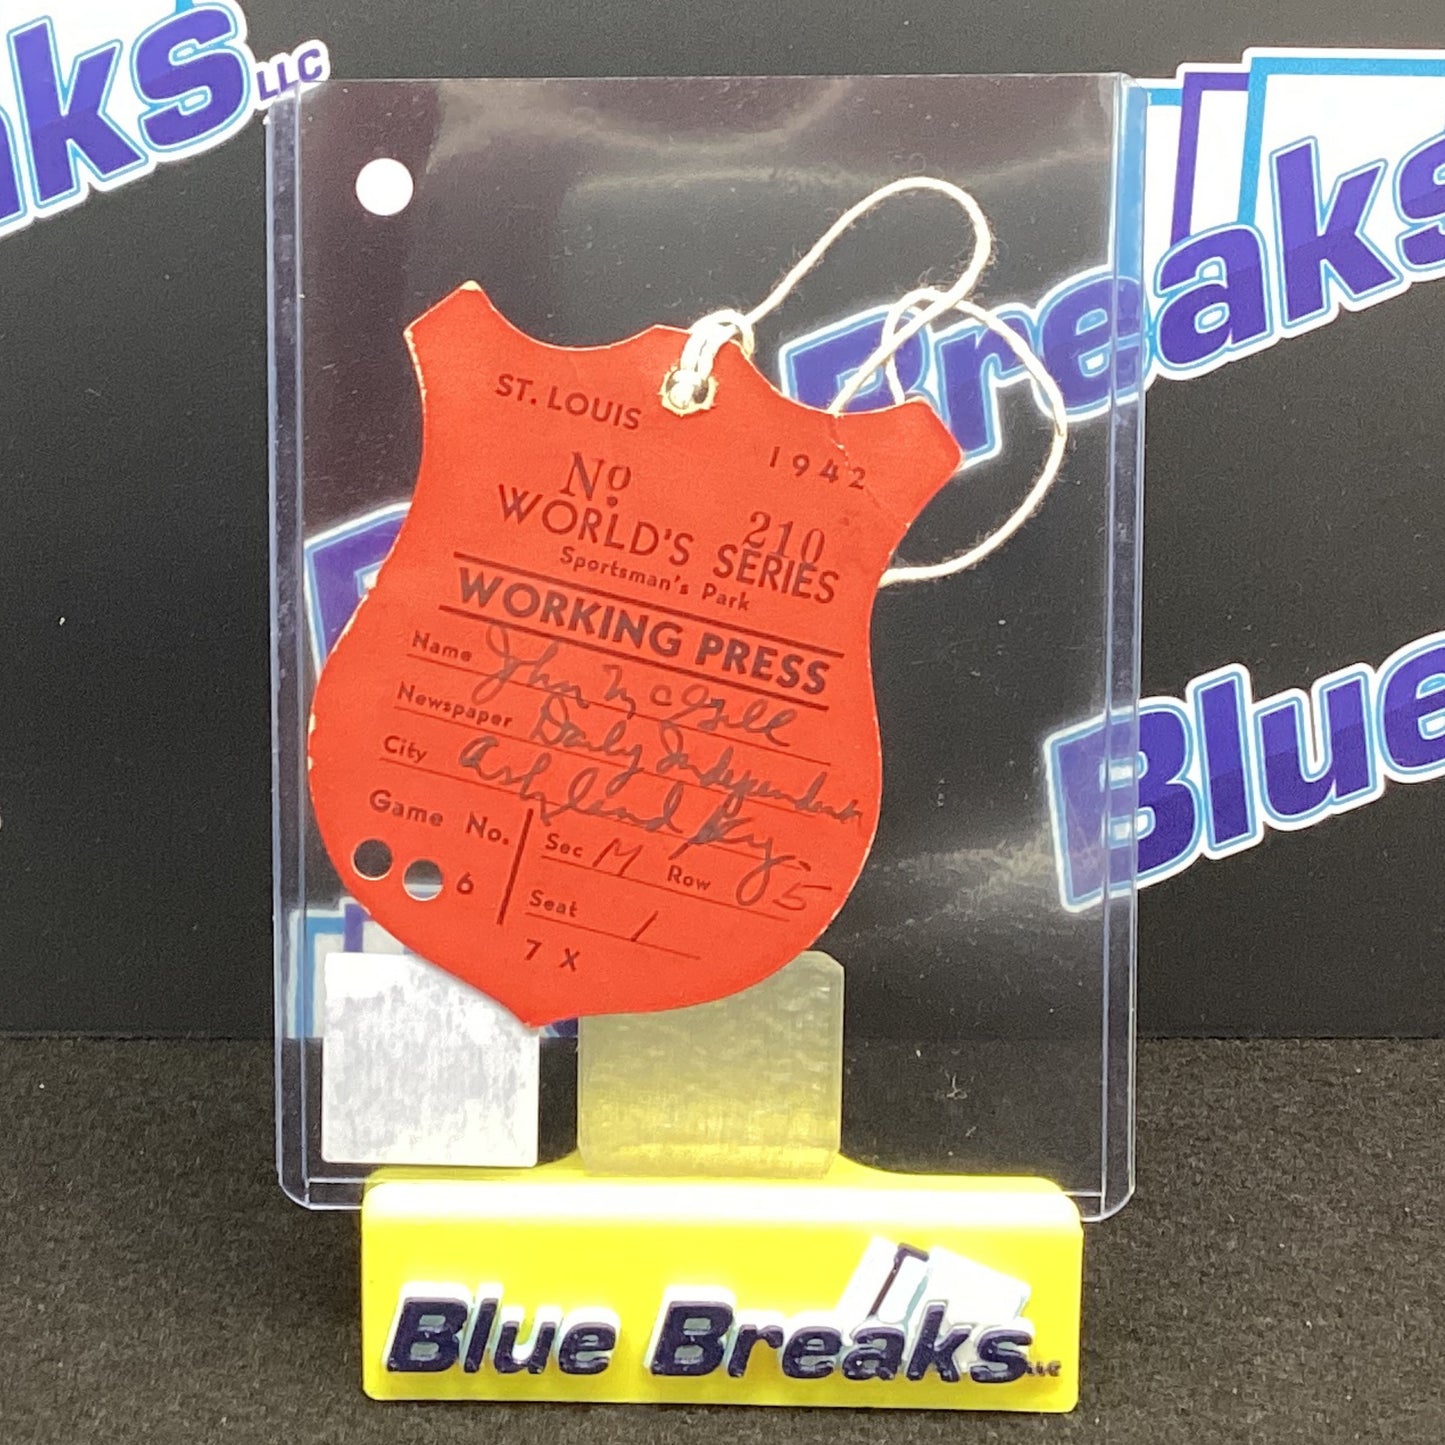 aks LLC
Breaks
Blue
ST. LOUIS
1942
No. 210
WORLD'S SERIES
Sportsman's Park
WORKING PRESS
Name John McGill
Newspaper Daily Independent
City Ashland Ky.
Game No.
6
Sec M Row 5
Seat 1
7 X
Blue Breaks LLC